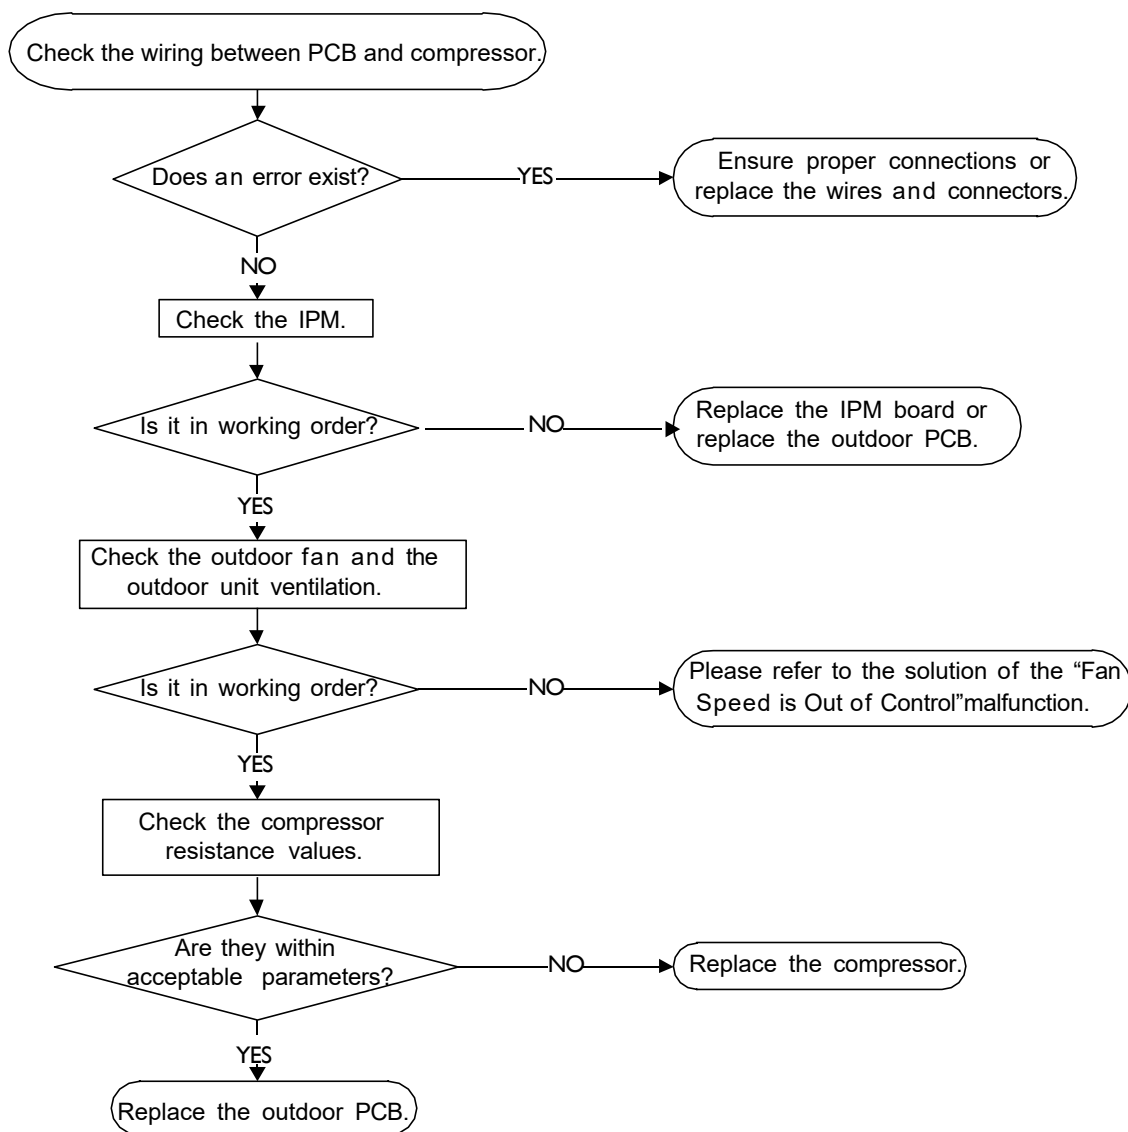 Check the wiring between PCB and compressor.
Does an error exist?
YES
Ensure proper connections or
replace the wires and connectors.
NO
Check the IPM.
Is it in working order?
NO
Replace the IPM board or
replace the outdoor PCB.
YES
Check the outdoor fan and the
outdoor unit ventilation.
Is it in working order?
NO
Please refer to the solution of the “Fan
Speed is Out of Control”malfunction.
YES
Check the compressor
resistance values.
Are they within
acceptable parameters?
NO
Replace the compressor.
YES
Replace the outdoor PCB.